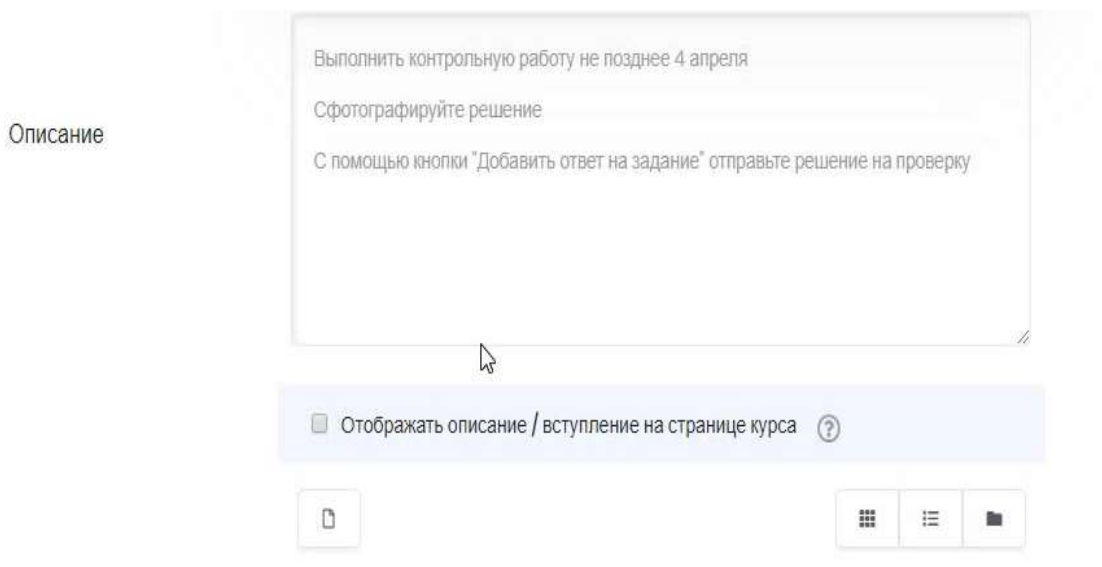 Выполнить контрольную работу не позднее 4 апреля
Сфотографируйте решение
Описание
С помощью кнопки "Добавить ответ на задание" отправьте решение на проверку
Отображать описание / вступление на странице курса ?